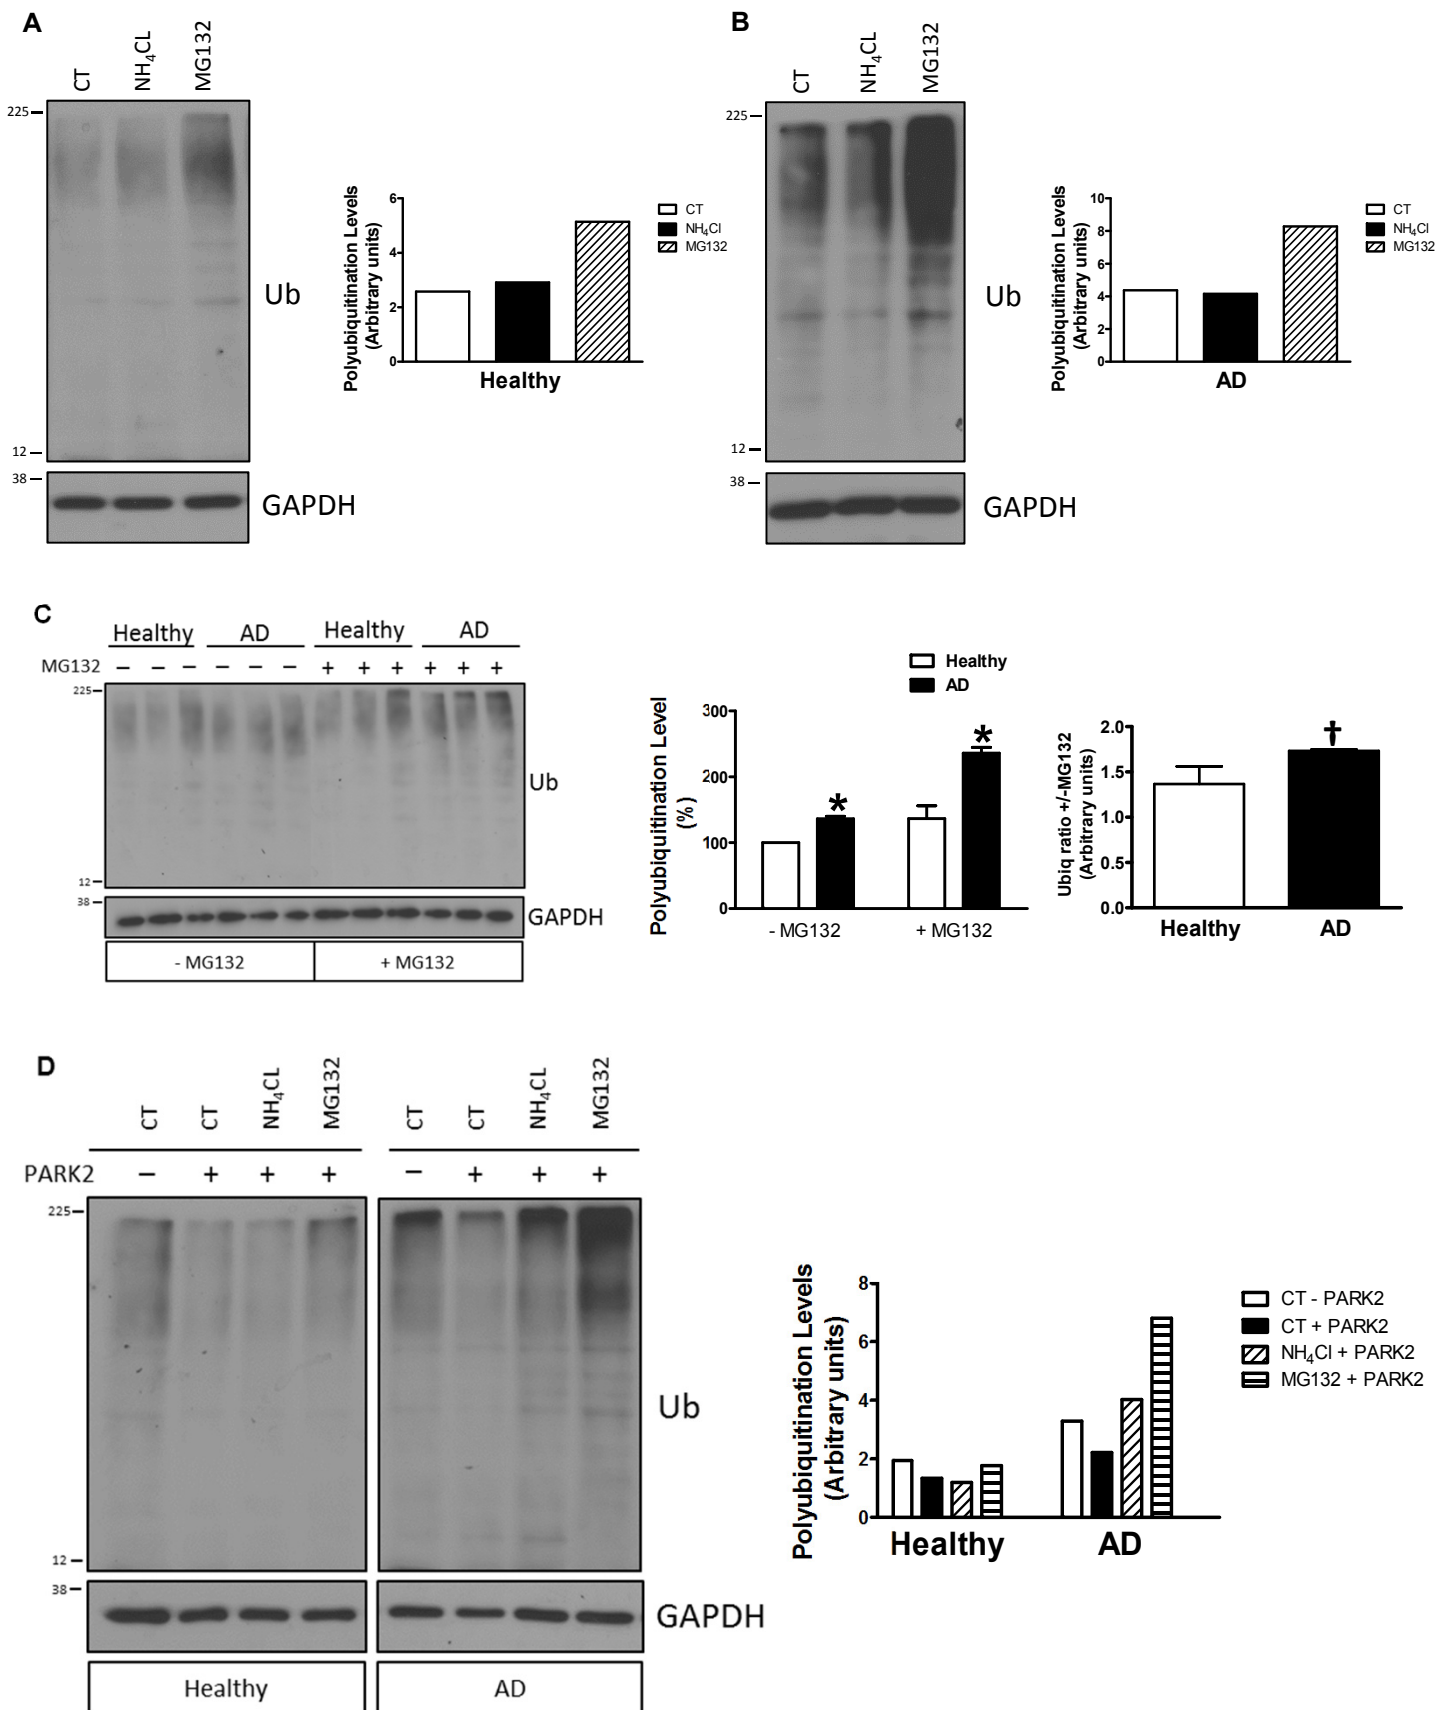 A
CT
NH4CL
MG132
225
12
38
Ub
GAPDH
Polyubiquitination Levels
(Arbitrary units)
6
4
2
0
Healthy
CT
NH4Cl
MG132
B
CT
NH4CL
MG132
225
12
38
Ub
GAPDH
Polyubiquitination Levels
(Arbitrary units)
10
8
6
4
2
0
AD
CT
NH4Cl
MG132
C
Healthy AD Healthy AD
MG132 – – – – – – + + + + + +
225
12
38
Ub
GAPDH
- MG132 + MG132
Healthy
AD
Polyubiquitination Level
(%)
300
200
100
0
* *
- MG132 + MG132
Ubiq ratio +/-MG132
(Arbitrary units)
2.0
1.5
1.0
0.5
0.0
†
Healthy AD
D
CT CT NH4CL MG132 CT CT NH4CL MG132
PARK2 – + + + – + + +
225
12
38
Ub
GAPDH
Healthy AD
Polyubiquitination Levels
(Arbitrary units)
8
6
4
2
0
Healthy AD
CT - PARK2
CT + PARK2
NH4Cl + PARK2
MG132 + PARK2